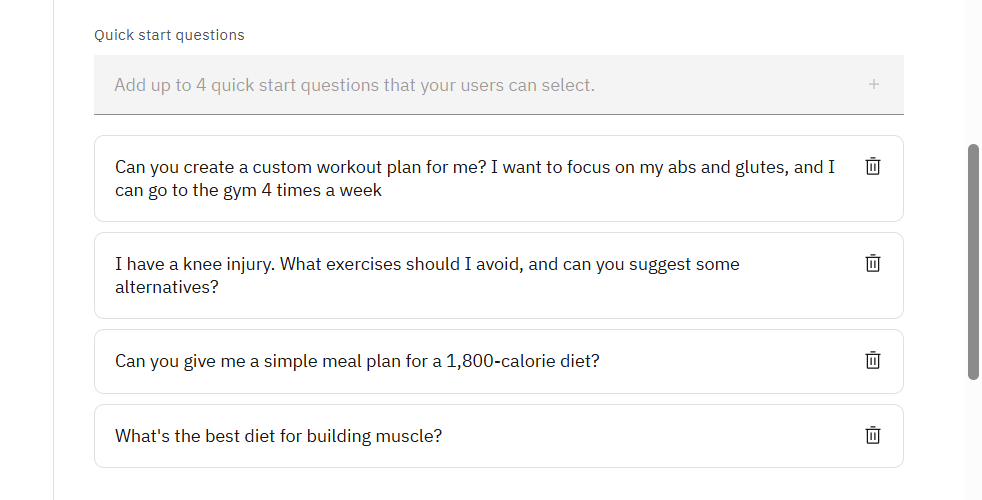 Quick start questions
Add up to 4 quick start questions that your users can select.
Can you create a custom workout plan for me? I want to focus on my abs and glutes, and I
can go to the gym 4 times a week
I have a knee injury. What exercises should I avoid, and can you suggest some
alternatives?
Can you give me a simple meal plan for a 1,800-calorie diet?
What's the best diet for building muscle?